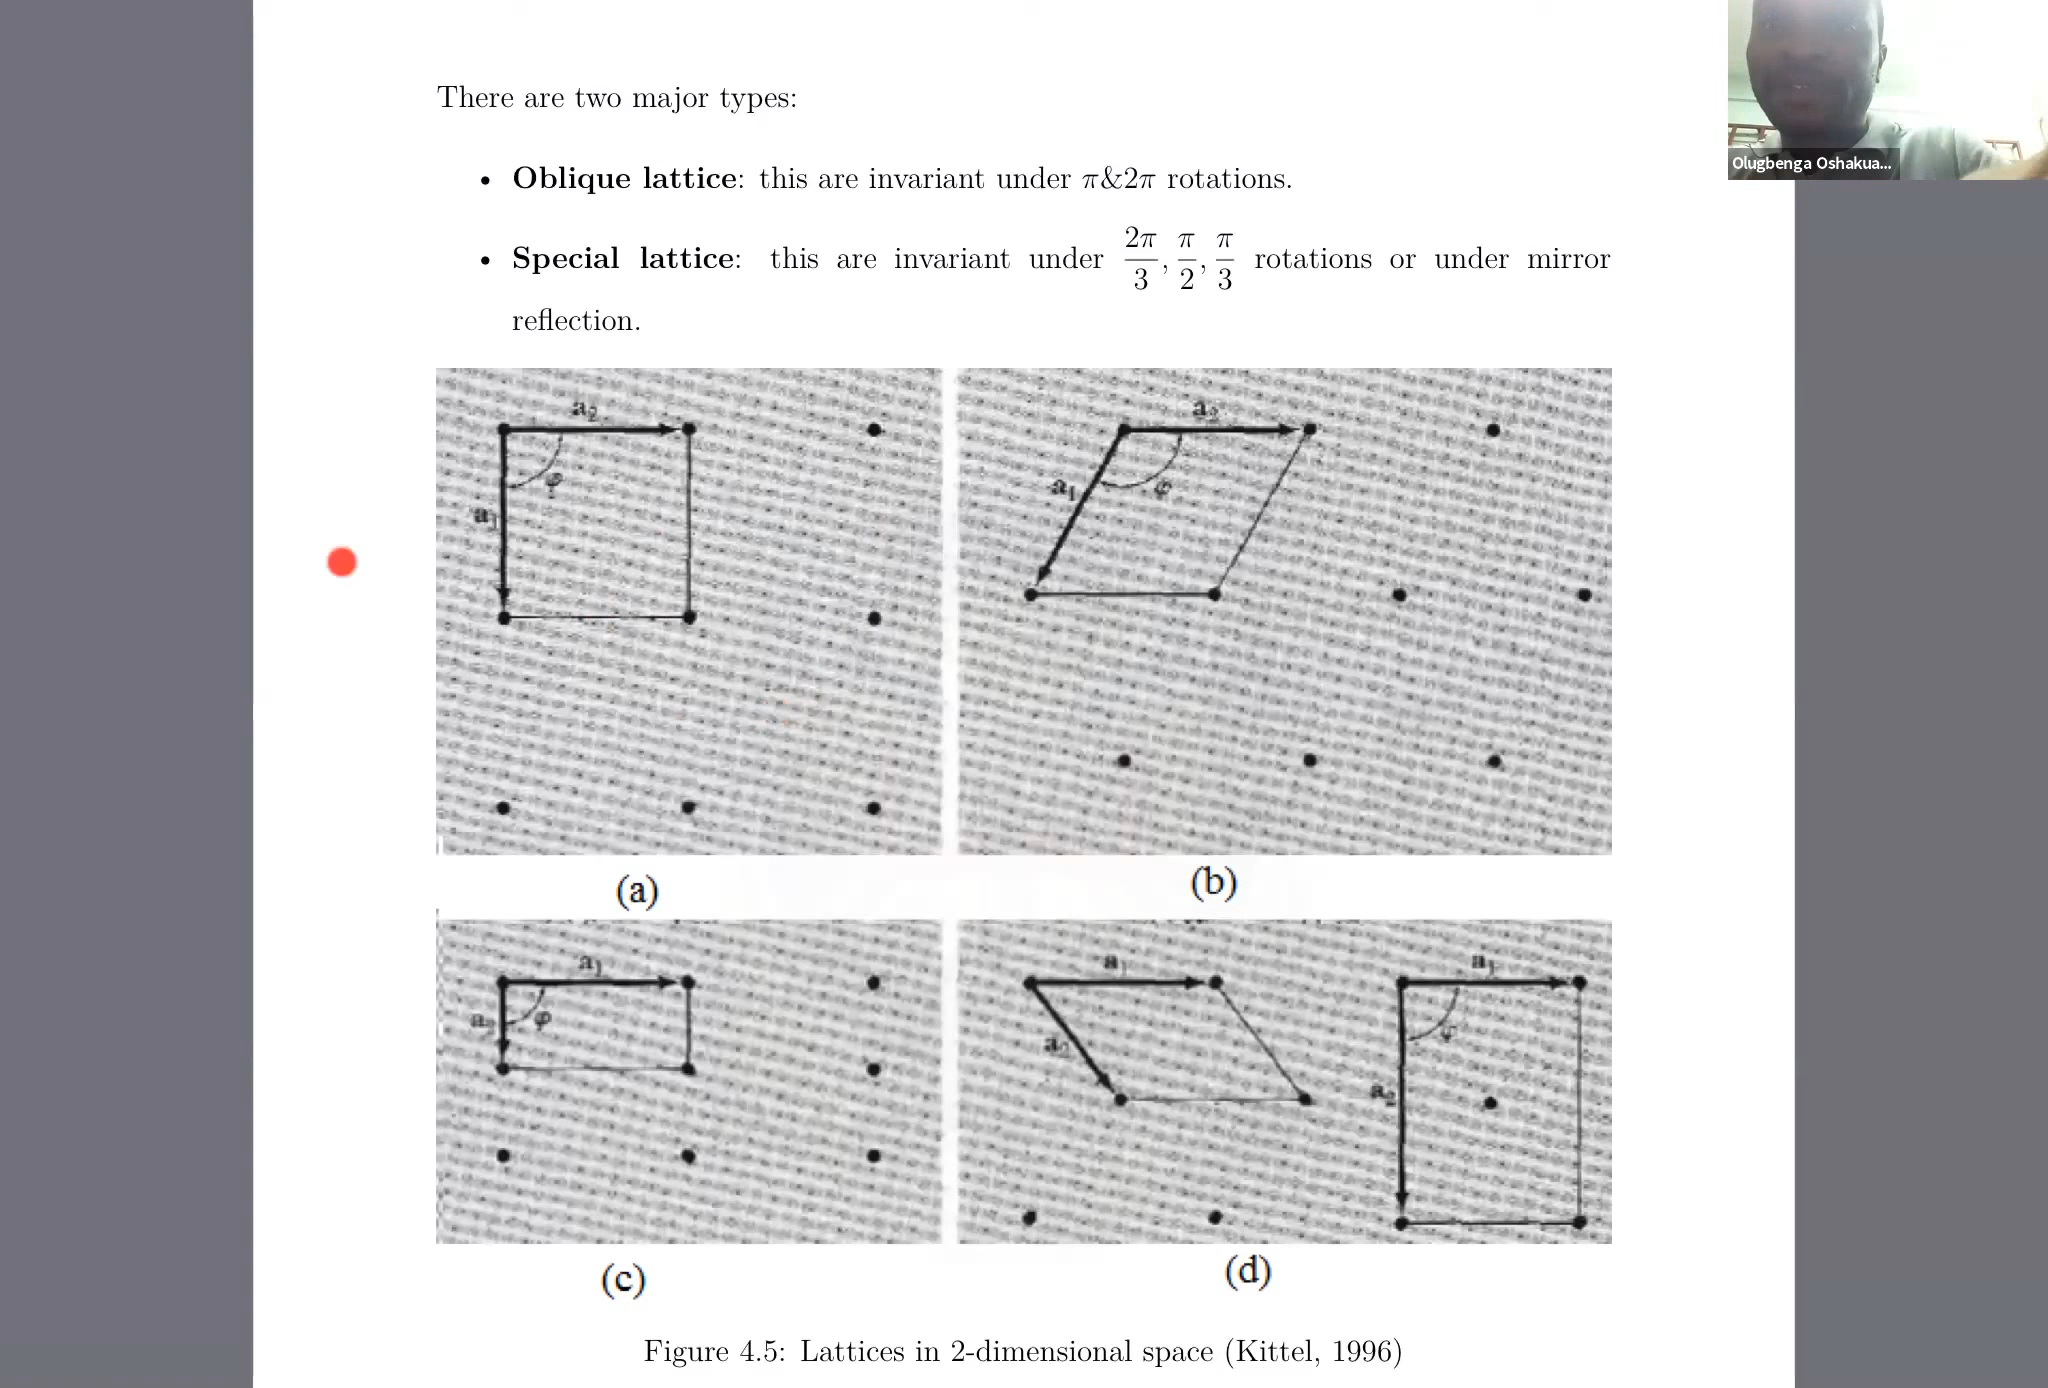 There are two major types:
Olugbenga Oshakua...
• Oblique lattice: this are invariant under π&2π rotations.
• Special lattice: this are invariant under 2π/3, π/2, π/3 rotations or under mirror
reflection.
a₂
φ
a₁
a₂
a₁
φ
(a)
(b)
a₁
a₂
φ
a₁
a₂
a₁
φ
a₂
(c)
(d)
Figure 4.5: Lattices in 2-dimensional space (Kittel, 1996)